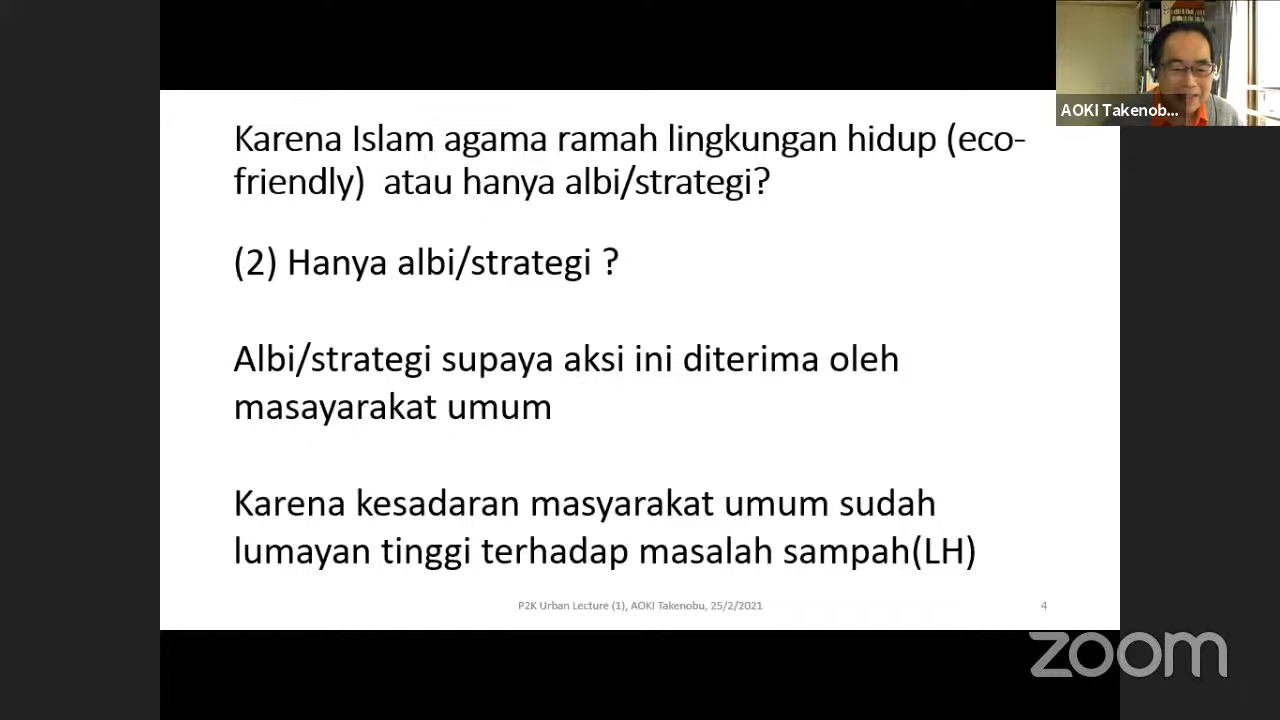 AOKI Takenob...
Karena Islam agama ramah lingkungan hidup (eco-
friendly) atau hanya albi/strategi?
(2) Hanya albi/strategi ?
Albi/strategi supaya aksi ini diterima oleh
masayarakat umum
Karena kesadaran masyarakat umum sudah
lumayan tinggi terhadap masalah sampah(LH)
P2K Urban Lecture (1), AOKI Takenobu, 25/2/2021
4
zoom